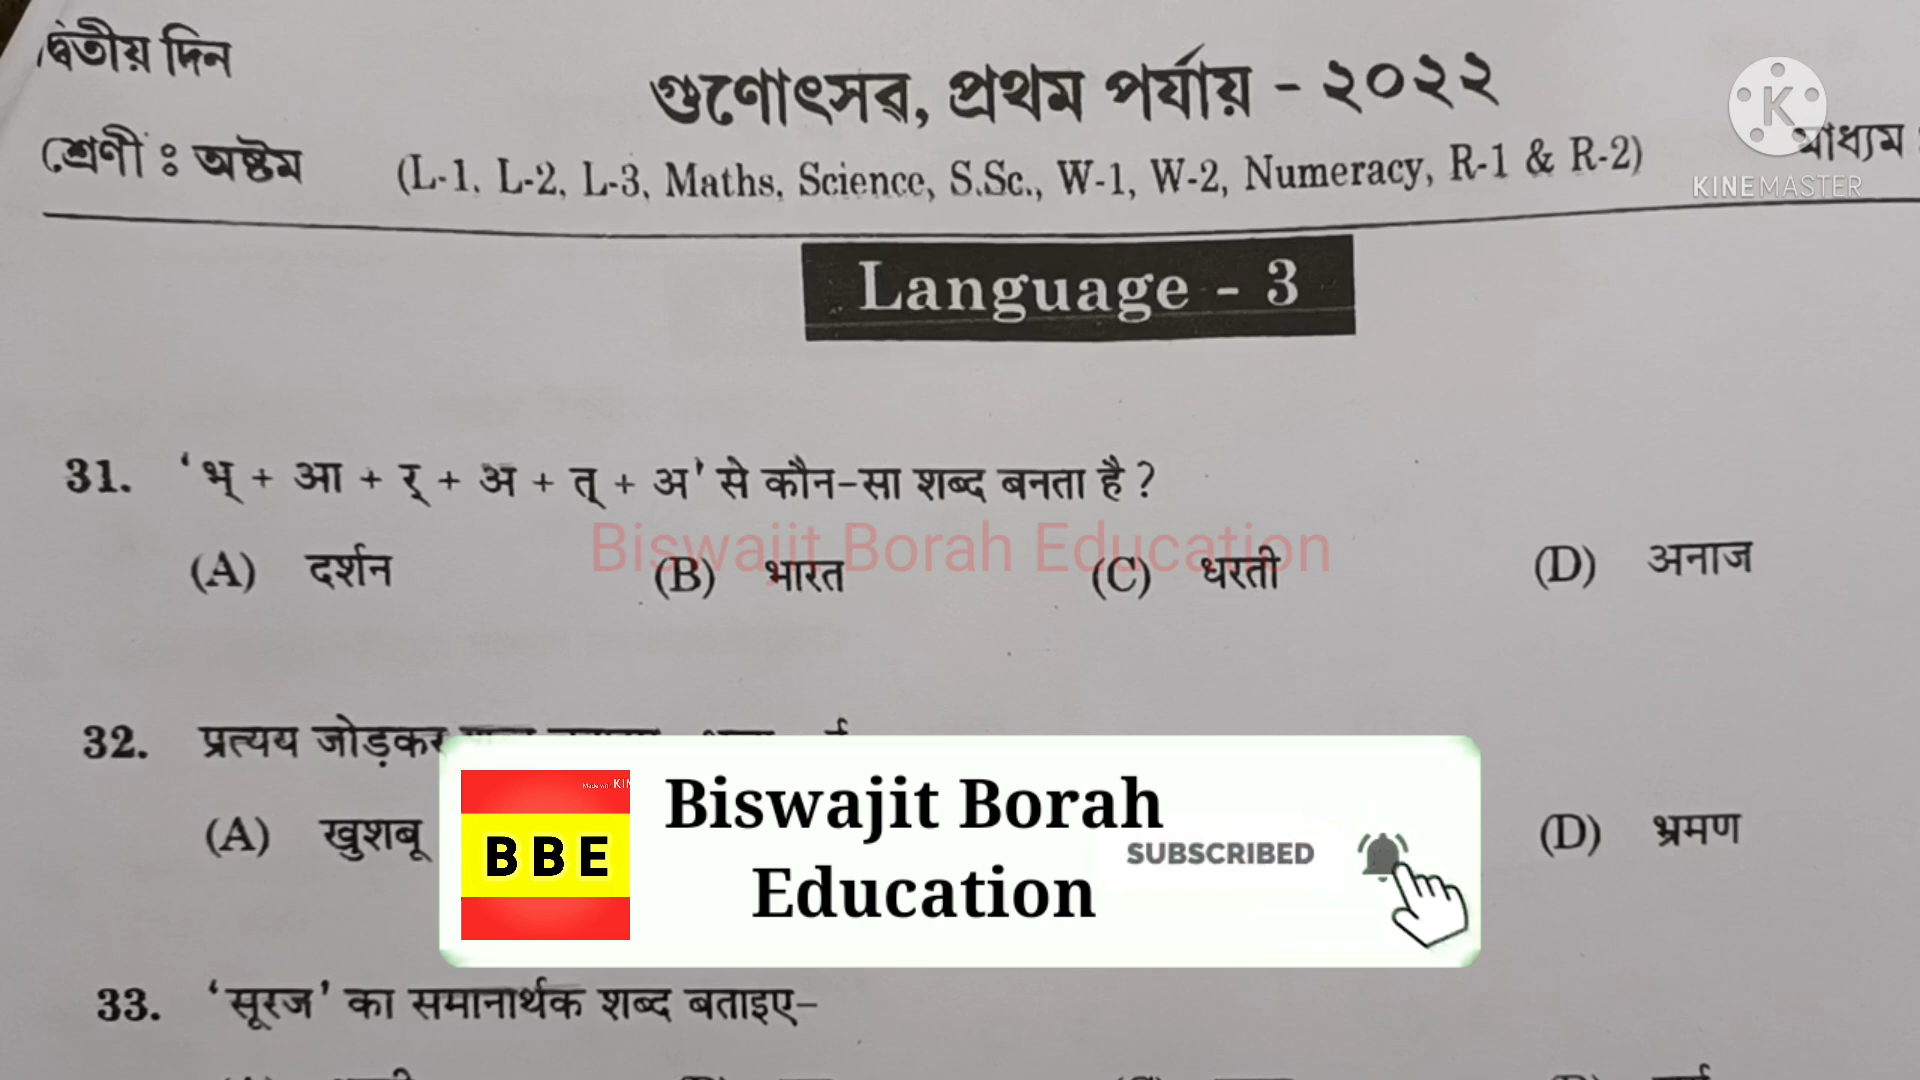 দ্বিতীয় দিন
গুণোৎসৱ, প্ৰথম পৰ্যায় - ২০২২
শ্ৰেণী : অষ্টম
(L-1, L-2, L-3, Maths, Science, S.Sc., W-1, W-2, Numeracy, R-1 & R-2)
মাধ্যম :
KINEMASTER
Language - 3
31. ‘भ् + आ + र् + अ + त् + अ’ से कौन-सा शब्द बनता है ?
Biswajit Borah Education
(A) दर्शन (B) भारत (C) धरती (D) अनाज
32. प्रत्यय जोड़कर
(A) खुशबू (D) भ्रमण
BBE
Biswajit Borah
Education
SUBSCRIBED
33. ‘सूरज’ का समानार्थक शब्द बताइए–